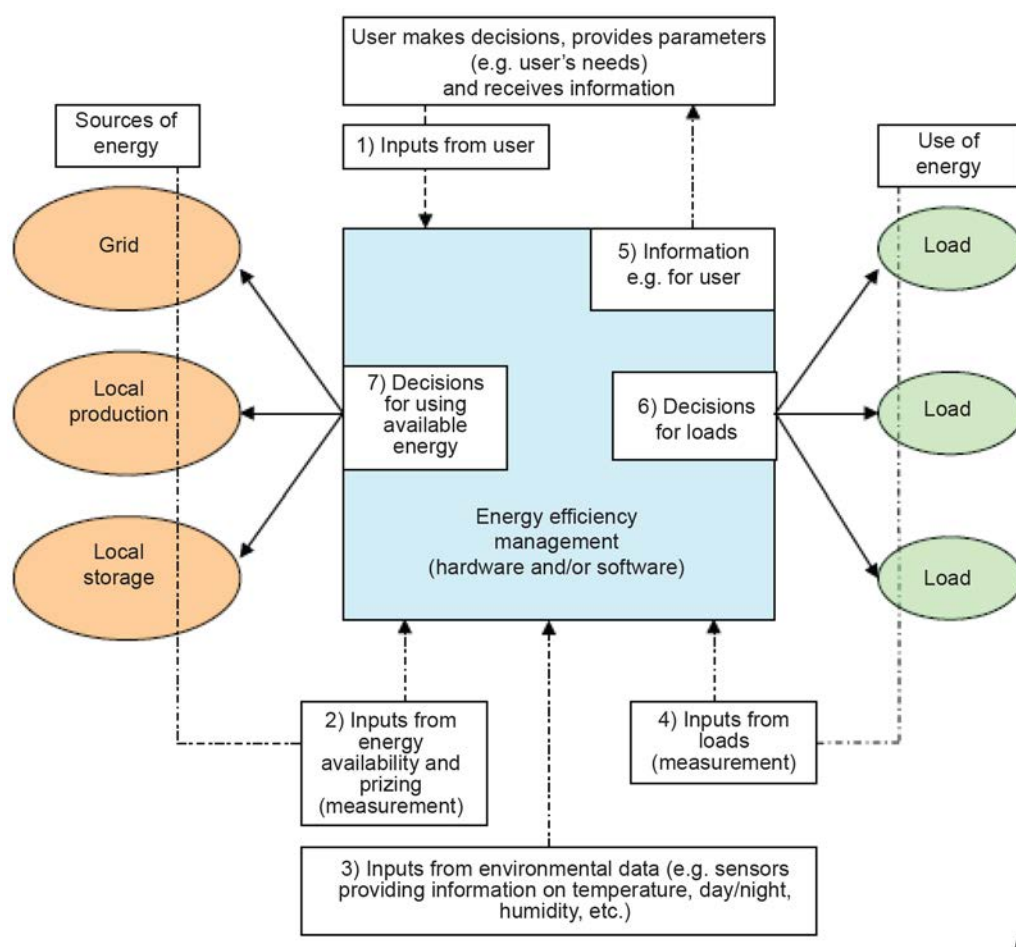 User makes decisions, provides parameters
(e.g. user's needs)
and receives information
Sources of
energy
1) Inputs from user
Use of
energy
Grid
5) Information
e.g. for user
Load
Local
production
7) Decisions
for using
available
energy
6) Decisions
for loads
Load
Energy efficiency
management
(hardware and/or software)
Local
storage
Load
2) Inputs from
energy
availability and
prizing
(measurement)
4) Inputs from
loads
(measurement)
3) Inputs from environmental data (e.g. sensors
providing information on temperature, day/night,
humidity, etc.)